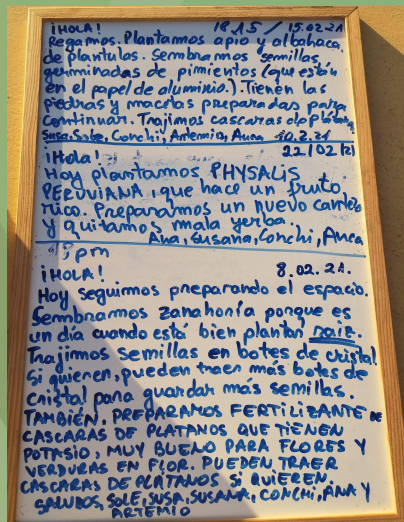 ¡HOLA! 18:15 / 15.02.21
Regamos. Plantamos apio y albahaca
de plantulas. Sembramos semillas
germinadas de pimientos (que están
en el papel de aluminio.) Tienen las
piedras y macetas preparadas para
continuar. Trajimos cascaras de plátano
Susa, Sole, Conchi, Artemio, Anca 10.2.21
¡Hola! 22/02/21
Hoy plantamos PHYSALIS
PERUVIANA, que hace un fruto
rico. Preparamos un nuevo cantero
y quitamos mala yerba.
Ana, Susana, Conchi, Anca
pm
¡HOLA! 8.02.21.
Hoy seguimos preparando el espacio.
Sembramos zanahoria porque es
un día cuando está bien plantar raiz.
Trajimos semillas en botes de cristal
Si quieren, pueden traer más botes de
cristal para guardar más semillas.
TAMBIÉN, PREPARAMOS FERTILIZANTE DE
CASCARAS DE PLATANOS QUE TIENEN
POTASIO, MUY BUENO PARA FLORES Y
VERDURAS EN FLOR. PUEDEN TRAER
CASCARAS DE PLÁTANOS SI QUIEREN.
SALUDOS, SOLE, SUSA, SUSANA, CONCHI, ANA Y
ARTEMIO